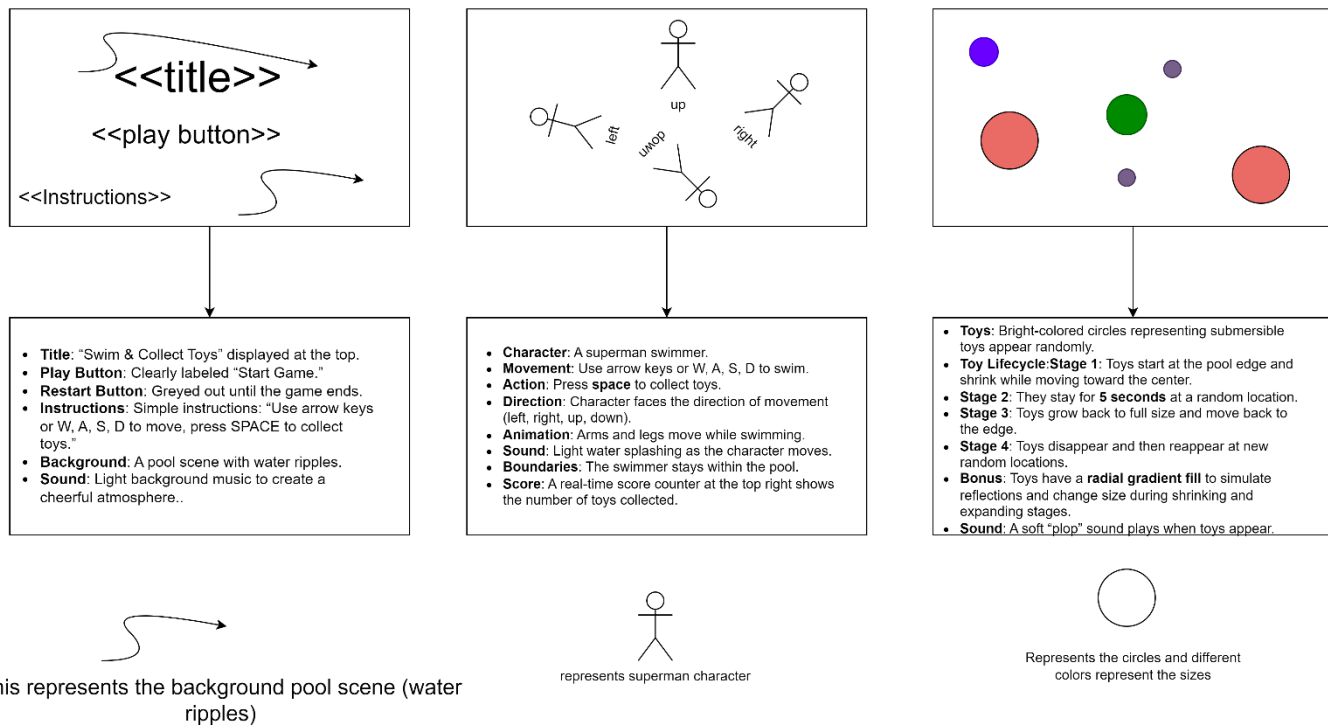 <<title>>
<<play button>>
<<Instructions>>
up
left
down
right
Title: “Swim & Collect Toys” displayed at the top.
Play Button: Clearly labeled “Start Game.”
Restart Button: Greyed out until the game ends.
Instructions: Simple instructions: “Use arrow keys
or W, A, S, D to move, press SPACE to collect
toys.”
Background: A pool scene with water ripples.
Sound: Light background music to create a
cheerful atmosphere..
Character: A superman swimmer.
Movement: Use arrow keys or W, A, S, D to swim.
Action: Press space to collect toys.
Direction: Character faces the direction of movement
(left, right, up, down).
Animation: Arms and legs move while swimming.
Sound: Light water splashing as the character moves.
Boundaries: The swimmer stays within the pool.
Score: A real-time score counter at the top right shows
the number of toys collected.
Toys: Bright-colored circles representing submersible
toys appear randomly.
Toy Lifecycle:Stage 1: Toys start at the pool edge and
shrink while moving toward the center.
Stage 2: They stay for 5 seconds at a random location.
Stage 3: Toys grow back to full size and move back to
the edge.
Stage 4: Toys disappear and then reappear at new
random locations.
Bonus: Toys have a radial gradient fill to simulate
reflections and change size during shrinking and
expanding stages.
Sound: A soft “plop” sound plays when toys appear.
his represents the background pool scene (water
ripples)
represents superman character
Represents the circles and different
colors represent the sizes